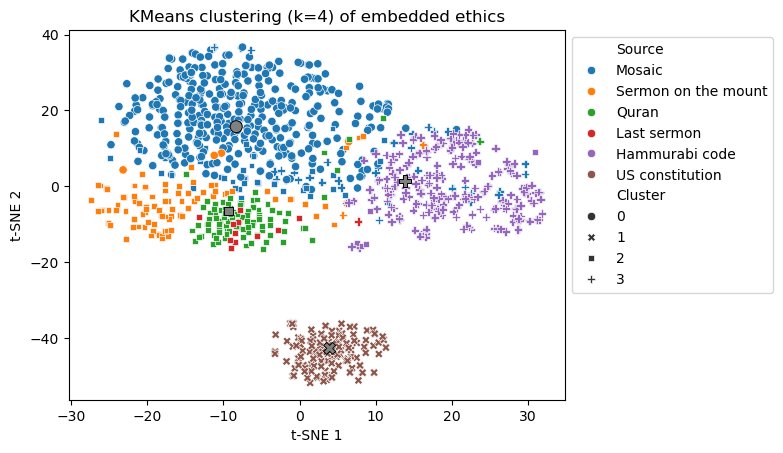 KMeans clustering (k=4) of embedded ethics
40
20
0
−20
−40
t-SNE 2
−30
−20
−10
0
10
20
30
t-SNE 1
Source
Mosaic
Sermon on the mount
Quran
Last sermon
Hammurabi code
US constitution
Cluster
0
1
2
3